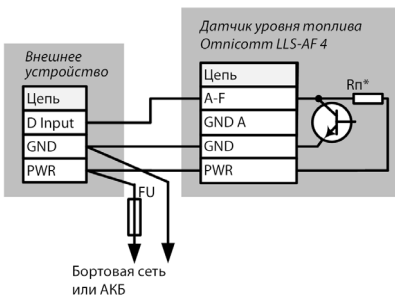 Датчик уровня топлива
Omnicomm LLS-AF 4
Внешнее
устройство
Цепь
D Input
GND
PWR
Цепь
A-F
GND A
GND
PWR
Rп*
FU
Бортовая сеть
или АКБ